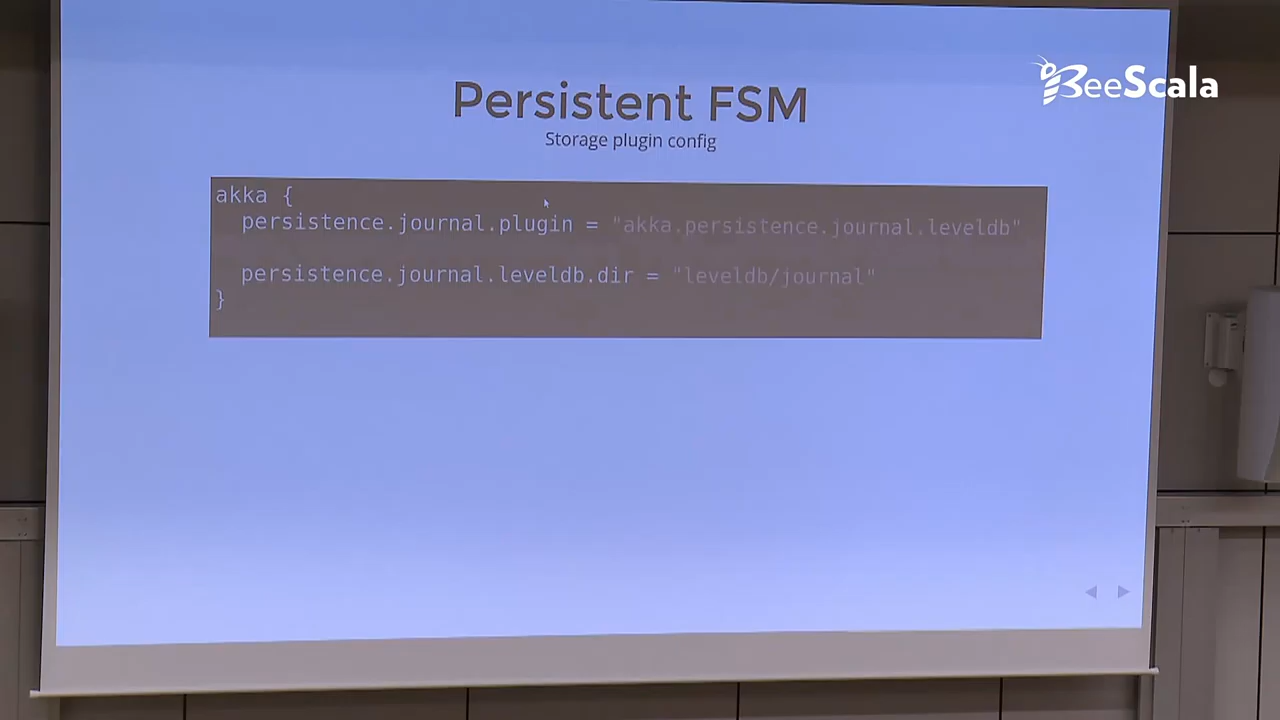 BeeScala
Persistent FSM
Storage plugin config
akka {
persistence.journal.plugin = "akka.persistence.journal.leveldb"
persistence.journal.leveldb.dir = "leveldb/journal"
}